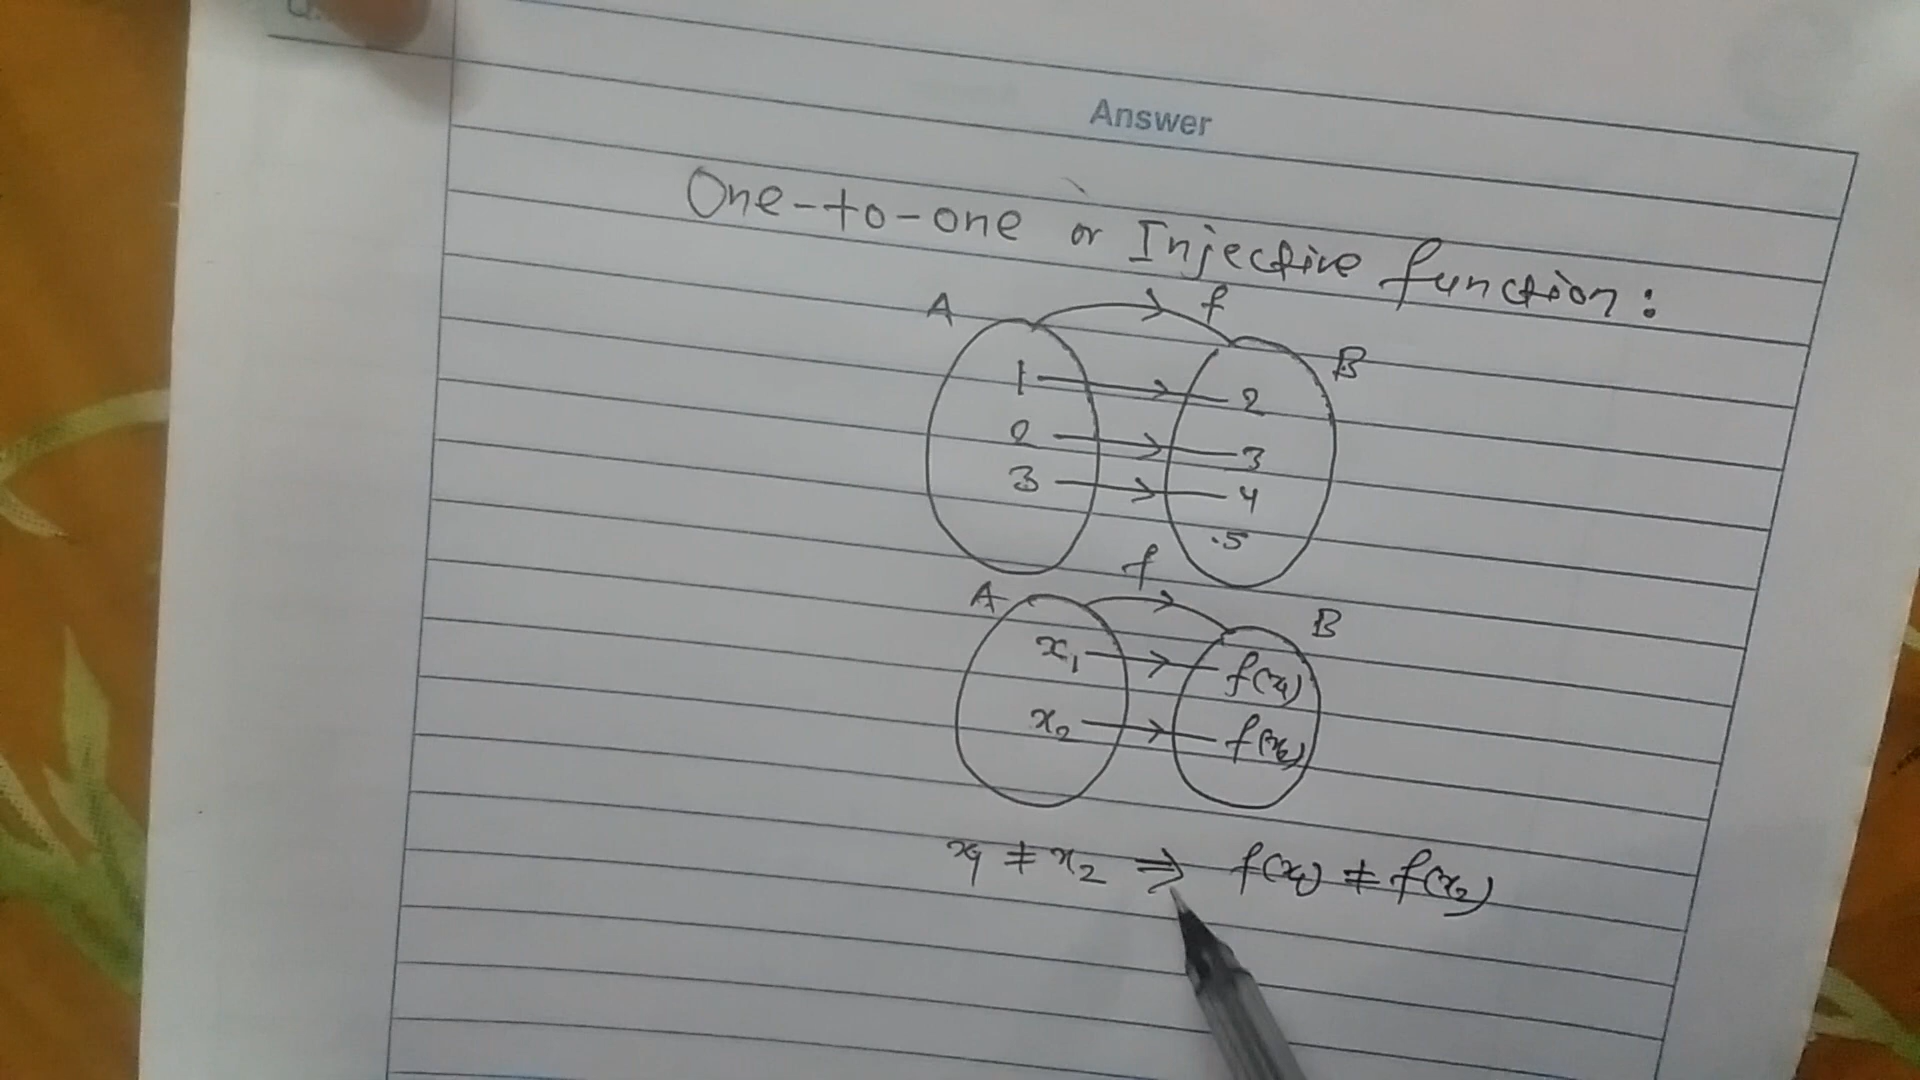 Answer
One-to-one or Injective function:
A f B
1 2
2 3
3 4
.5
A f B
x₁ f(x₁)
x₂ f(x₂)
x₁ ≠ x₂ ⇒ f(x₁) ≠ f(x₂)